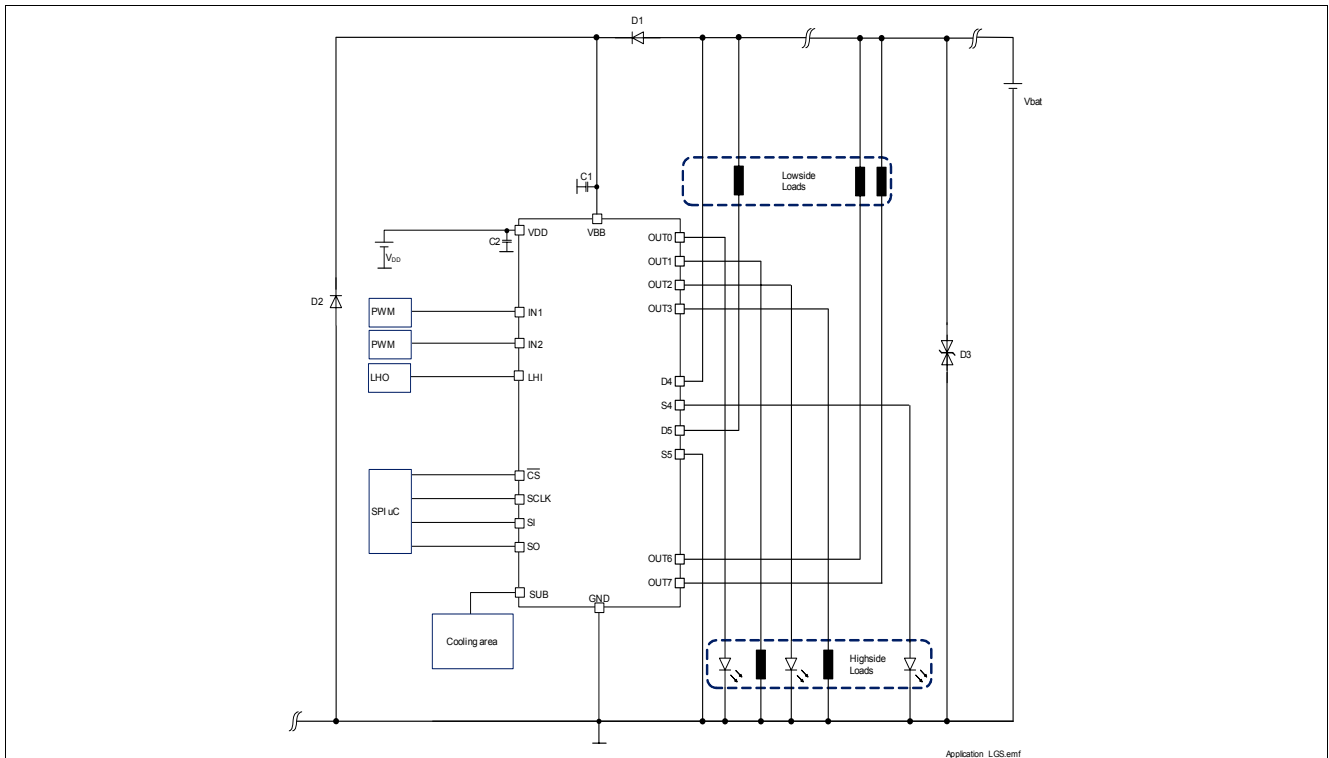 D1
Vbat
C1
Lowside
Loads
VDD
VBB
C2
VDD
OUT0
OUT1
OUT2
OUT3
D2
PWM
IN1
PWM
IN2
LHO
LHI
D3
D4
S4
D5
S5
CS
SCLK
SPI uC
SI
SO
OUT6
OUT7
SUB
GND
Cooling area
Highside
Loads
Application_LGS.emf